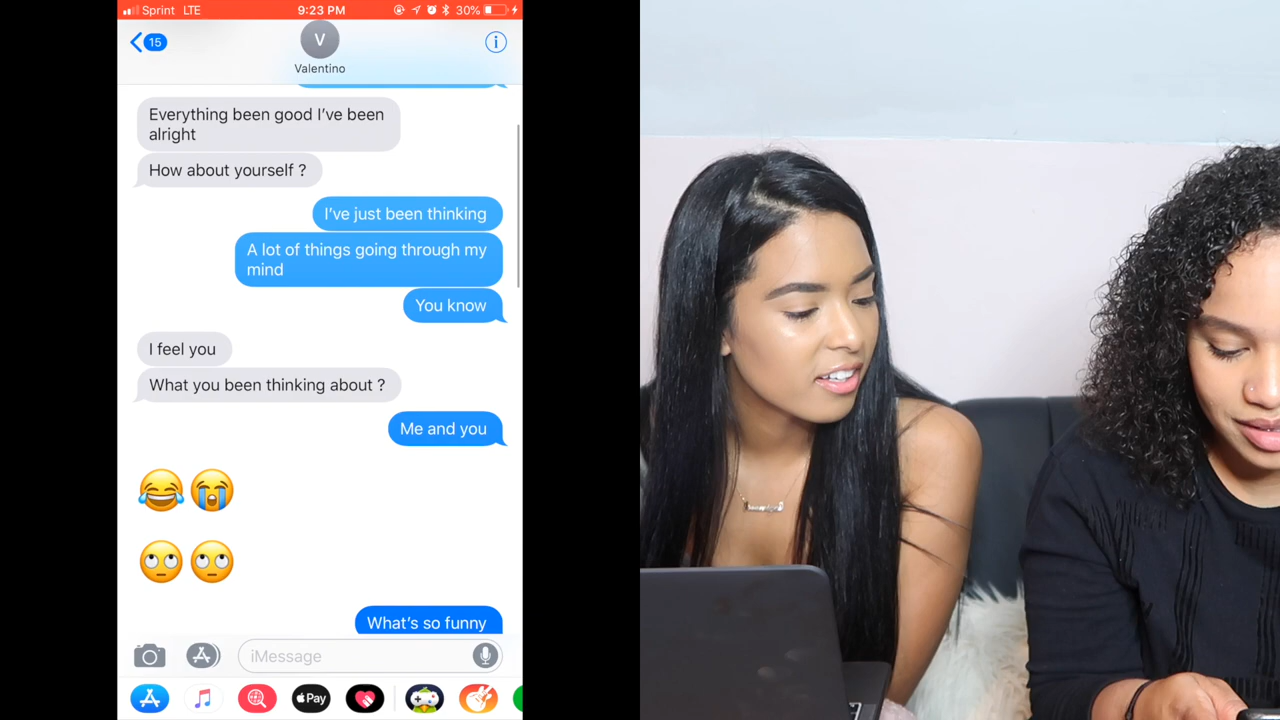 Sprint LTE 9:23 PM 30%
15
V
Valentino
Everything been good I've been
alright
How about yourself ?
I've just been thinking
A lot of things going through my
mind
You know
I feel you
What you been thinking about ?
Me and you
What's so funny
iMessage
Pay